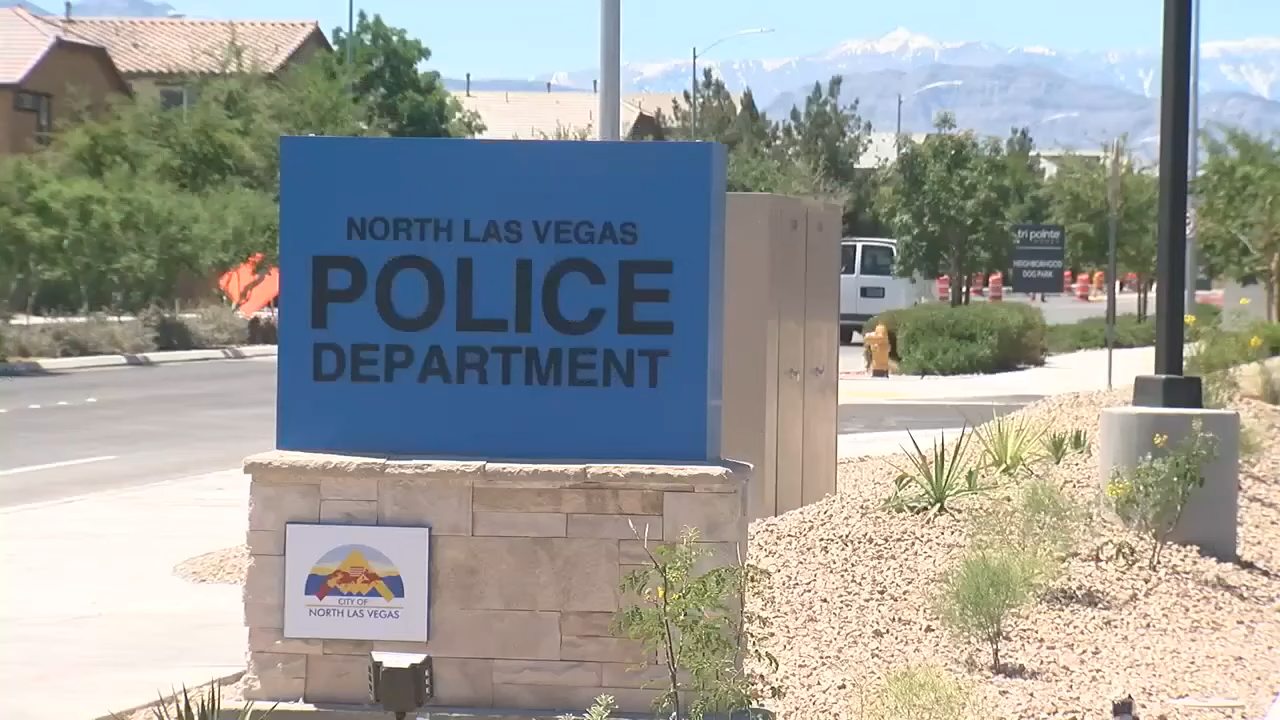 NORTH LAS VEGAS
POLICE
DEPARTMENT
CITY OF
NORTH LAS VEGAS
tri pointe
NEIGHBORHOOD
DOG PARK